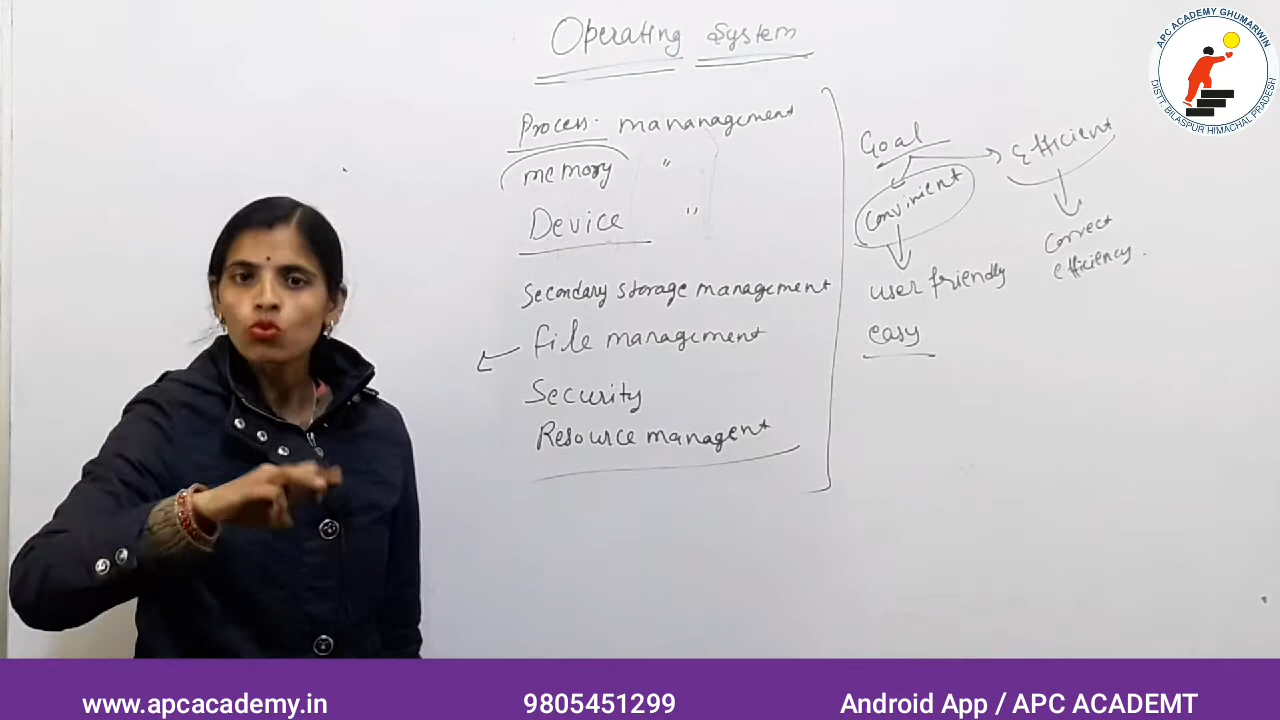 Operating System
Process. mananagement
memory "
Device "
Secondary storage management
file management
Security
Resource managent
Goal
Convinient
Efficient
user friendly
easy
Correct
efficiency.
APC ACADEMY GHUMARWIN
DISTT. BILASPUR HIMACHAL PRADESH
www.apcacademy.in
9805451299
Android App / APC ACADEMT